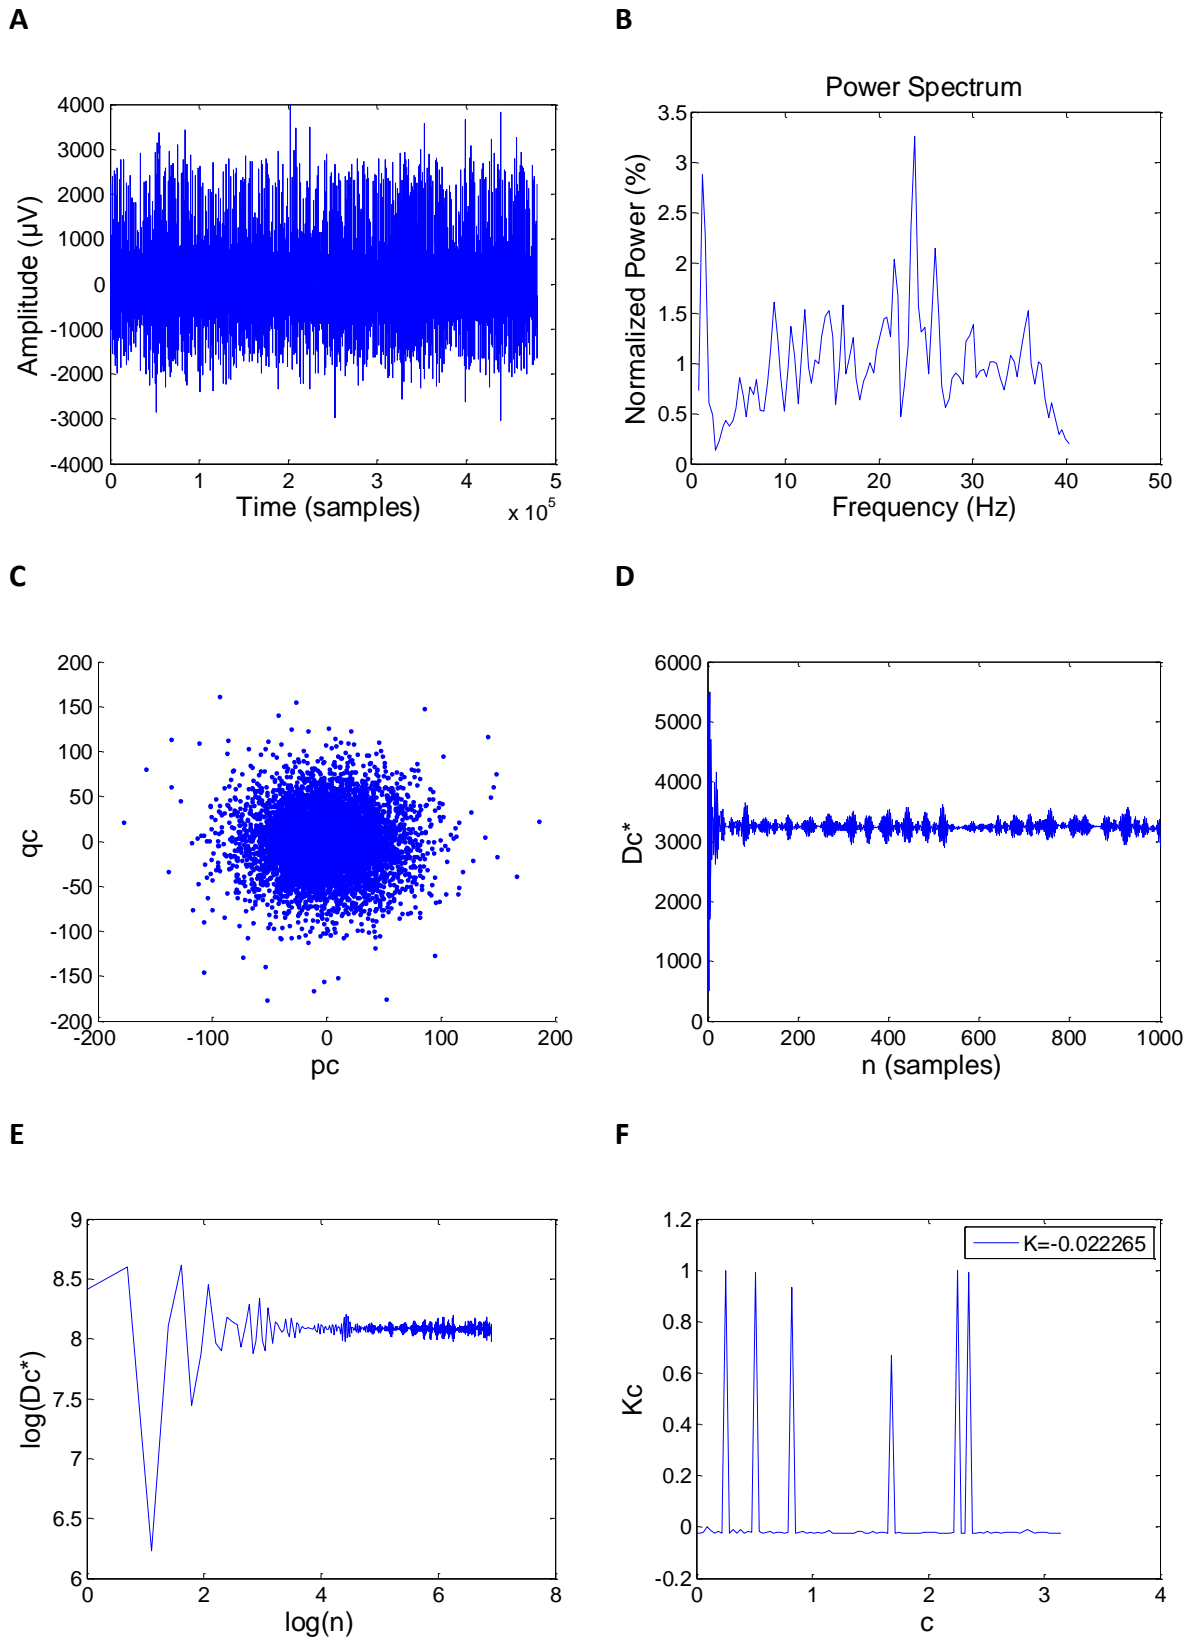 A
B
4000
3000
2000
1000
0
-1000
-2000
-3000
-4000
Amplitude (µV)
0 1 2 3 4 5
Time (samples)
x 10^5
Power Spectrum
3.5
3
2.5
2
1.5
1
0.5
0
Normalized Power (%)
0 10 20 30 40 50
Frequency (Hz)
C
D
200
150
100
50
0
-50
-100
-150
-200
qc
-200 -100 0 100 200
pc
6000
5000
4000
3000
2000
1000
0
Dc*
0 200 400 600 800 1000
n (samples)
E
F
9
8.5
8
7.5
7
6.5
6
log(Dc*)
0 2 4 6 8
log(n)
1.2
1
0.8
0.6
0.4
0.2
0
-0.2
Kc
K=-0.022265
0 1 2 3 4
c